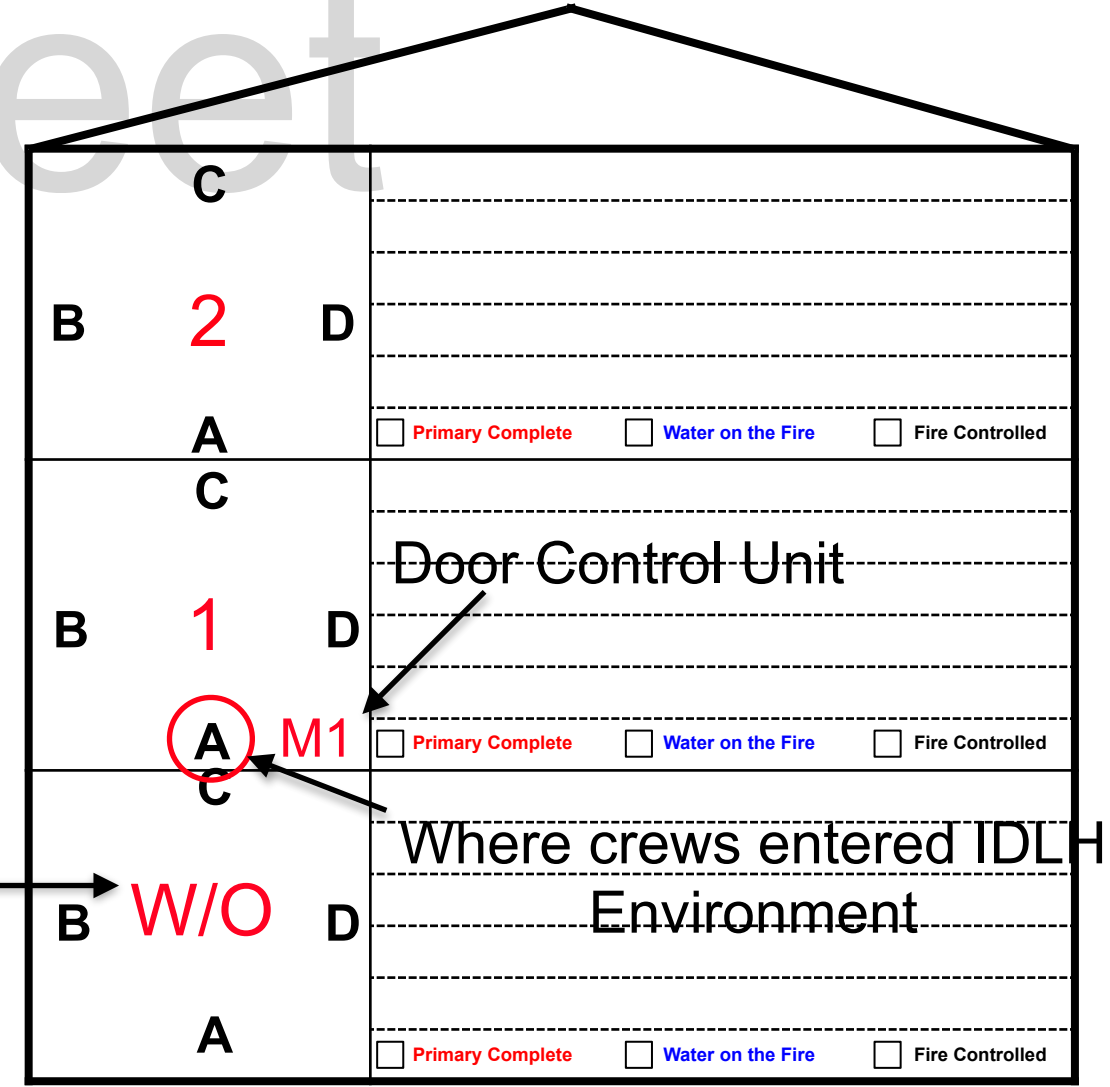 eet
C
B 2 D
A
Primary Complete Water on the Fire Fire Controlled
C
Door Control Unit
B 1 D
A M1
Primary Complete Water on the Fire Fire Controlled
C
Where crews entered IDLH
Environment
B W/O D
A
Primary Complete Water on the Fire Fire Controlled